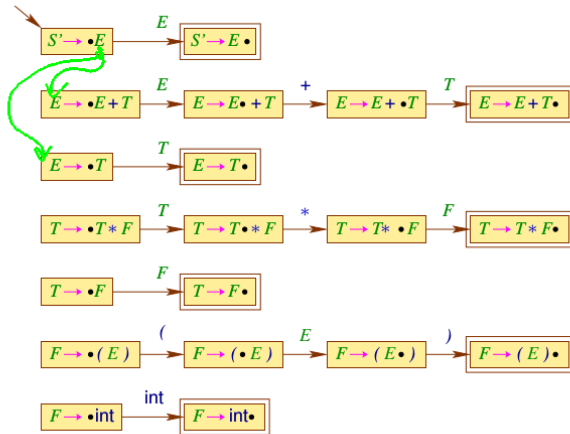 E
S' → •E S' → E•
E + T
E → •E+T E → E•+T E → E+•T E → E+T•
T
E → •T E → T•
T * F
T → •T*F T → T•*F T → T*•F T → T*F•
F
T → •F T → F•
( E )
F → •(E) F → (•E) F → (E•) F → (E)•
int
F → •int F → int•